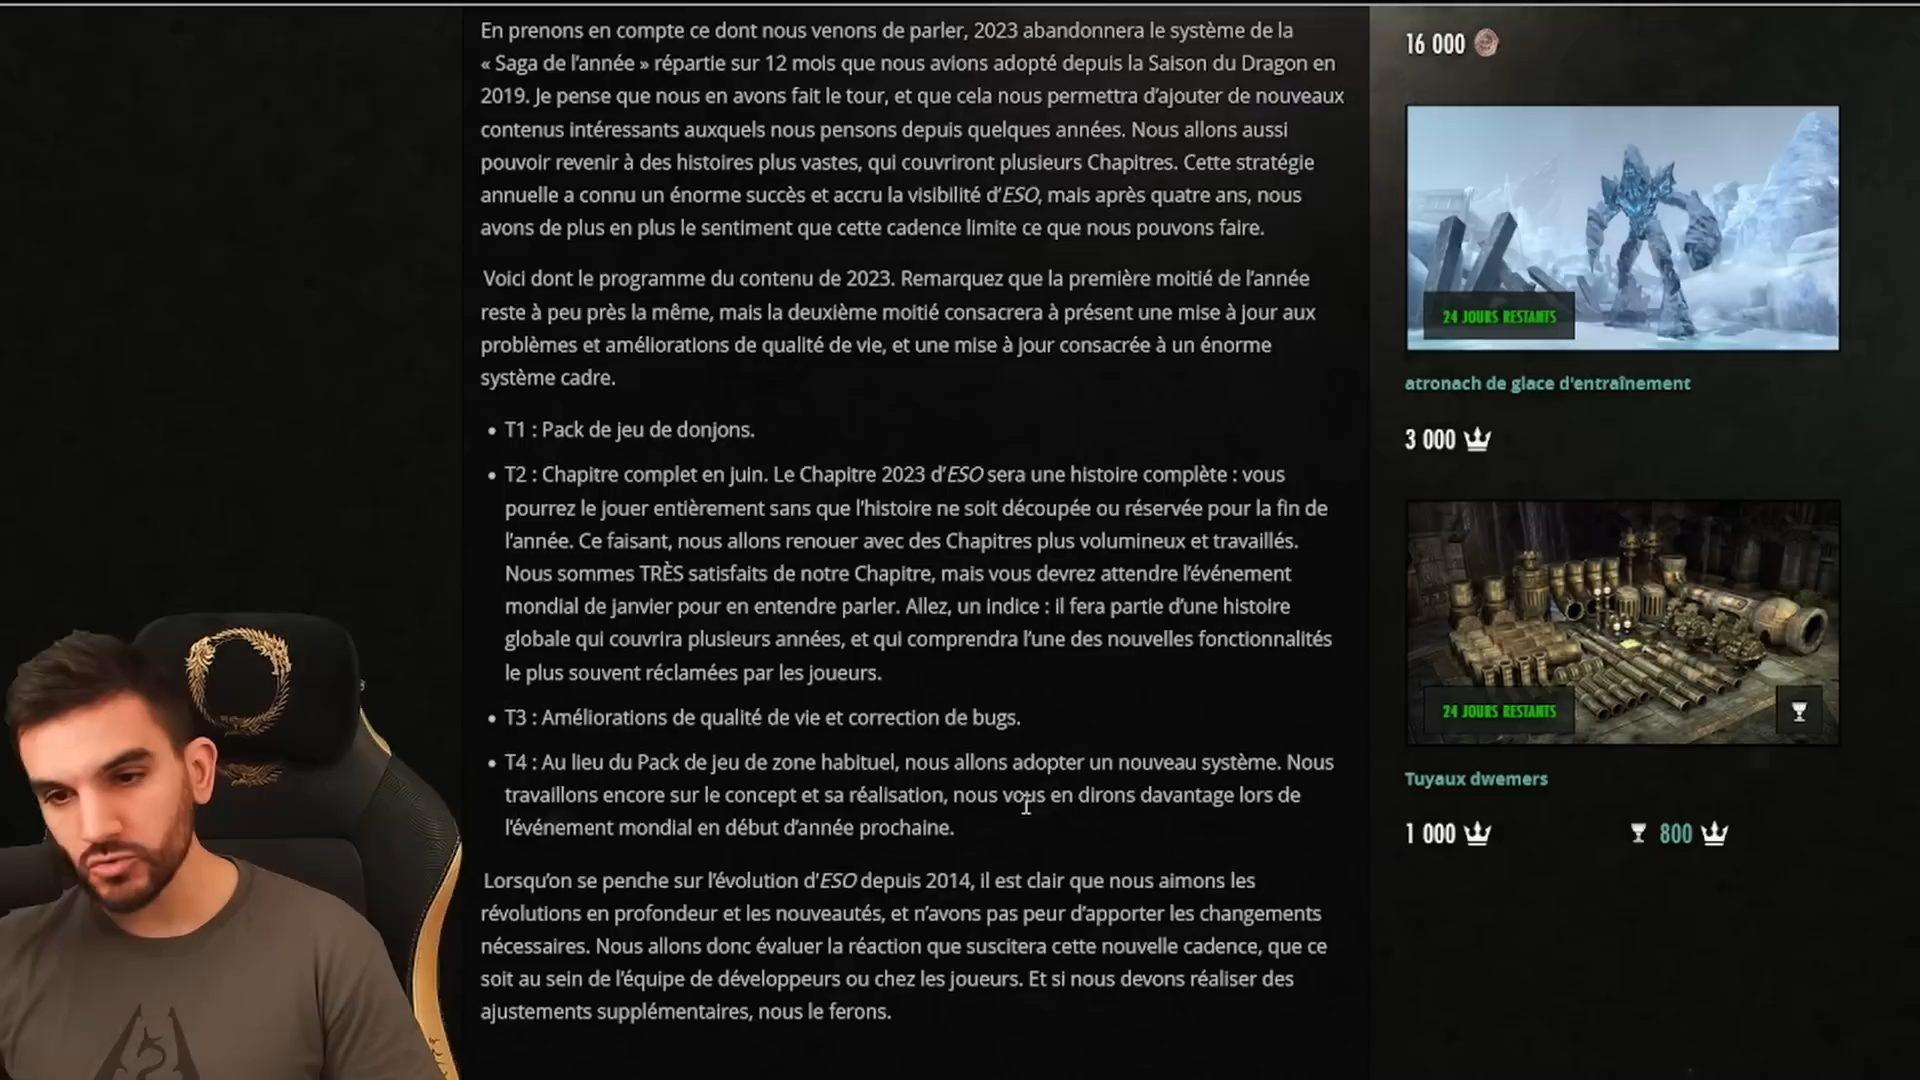 En prenons en compte ce dont nous venons de parler, 2023 abandonnera le système de la
« Saga de l'année » répartie sur 12 mois que nous avions adopté depuis la Saison du Dragon en
2019. Je pense que nous en avons fait le tour, et que cela nous permettra d'ajouter de nouveaux
contenus intéressants auxquels nous pensons depuis quelques années. Nous allons aussi
pouvoir revenir à des histoires plus vastes, qui couvriront plusieurs Chapitres. Cette stratégie
annuelle a connu un énorme succès et accru la visibilité d'ESO, mais après quatre ans, nous
avons de plus en plus le sentiment que cette cadence limite ce que nous pouvons faire.
Voici dont le programme du contenu de 2023. Remarquez que la première moitié de l'année
reste à peu près la même, mais la deuxième moitié consacrera à présent une mise à jour aux
problèmes et améliorations de qualité de vie, et une mise à jour consacrée à un énorme
système cadre.
• T1 : Pack de jeu de donjons.
• T2 : Chapitre complet en juin. Le Chapitre 2023 d'ESO sera une histoire complète : vous
pourrez le jouer entièrement sans que l'histoire ne soit découpée ou réservée pour la fin de
l'année. Ce faisant, nous allons renouer avec des Chapitres plus volumineux et travaillés.
Nous sommes TRÈS satisfaits de notre Chapitre, mais vous devrez attendre l'événement
mondial de janvier pour en entendre parler. Allez, un indice : il fera partie d'une histoire
globale qui couvrira plusieurs années, et qui comprendra l'une des nouvelles fonctionnalités
le plus souvent réclamées par les joueurs.
• T3 : Améliorations de qualité de vie et correction de bugs.
• T4 : Au lieu du Pack de jeu de zone habituel, nous allons adopter un nouveau système. Nous
travaillons encore sur le concept et sa réalisation, nous vous en dirons davantage lors de
l'événement mondial en début d'année prochaine.
Lorsqu'on se penche sur l'évolution d'ESO depuis 2014, il est clair que nous aimons les
révolutions en profondeur et les nouveautés, et n'avons pas peur d'apporter les changements
nécessaires. Nous allons donc évaluer la réaction que suscitera cette nouvelle cadence, que ce
soit au sein de l'équipe de développeurs ou chez les joueurs. Et si nous devons réaliser des
ajustements supplémentaires, nous le ferons.
16 000
24 JOURS RESTANTS
atronach de glace d'entraînement
3 000
24 JOURS RESTANTS
Tuyaux dwemers
1 000
800